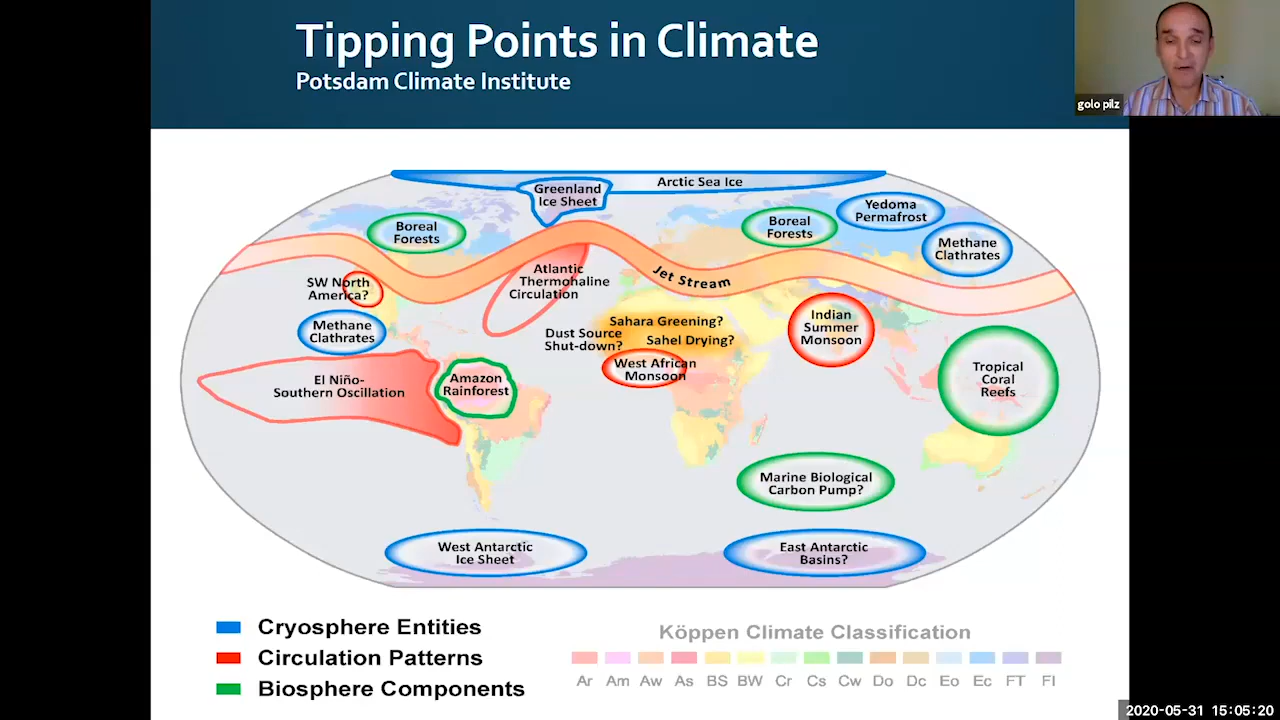 Tipping Points in Climate
Potsdam Climate Institute
golo pilz
Arctic Sea Ice
Greenland
Ice Sheet
Yedoma
Permafrost
Boreal
Forests
Boreal
Forests
Methane
Clathrates
Atlantic
Thermohaline
Circulation
Jet Stream
SW North
America?
Methane
Clathrates
Indian
Summer
Monsoon
Sahara Greening?
Dust Source
Shut-down?
Sahel Drying?
West African
Monsoon
El Niño-
Southern Oscillation
Amazon
Rainforest
Tropical
Coral
Reefs
Marine Biological
Carbon Pump?
West Antarctic
Ice Sheet
East Antarctic
Basins?
Cryosphere Entities
Circulation Patterns
Biosphere Components
Köppen Climate Classification
Ar Am Aw As BS BW Cr Cs Cw Do Dc Eo Ec FT FI
2020-05-31 15:05:20